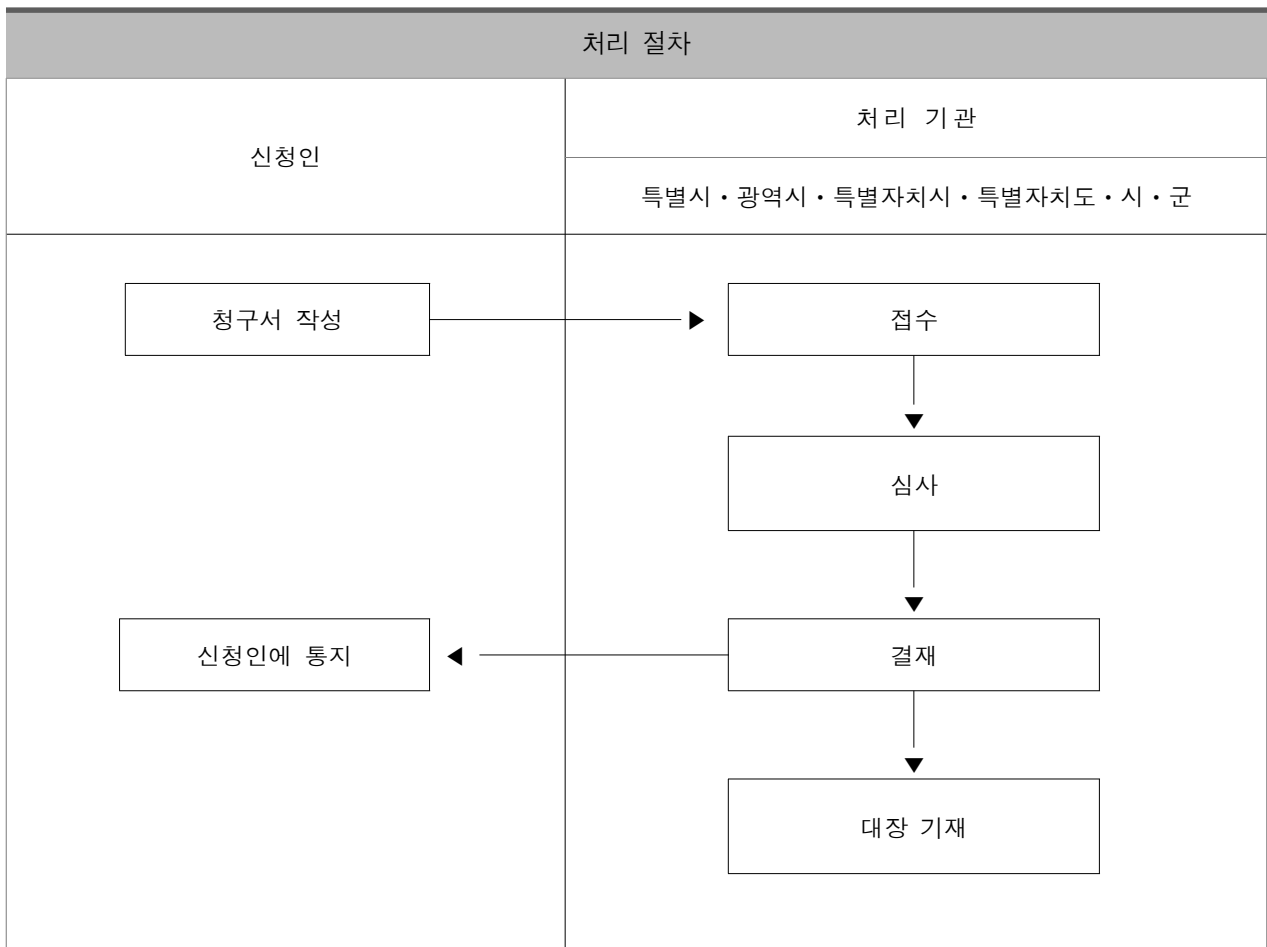 처리 절차
신청인
처리 기관
특별시・광역시・특별자치시・특별자치도・시・군
청구서 작성
접수
심사
신청인에 통지
결재
대장 기재